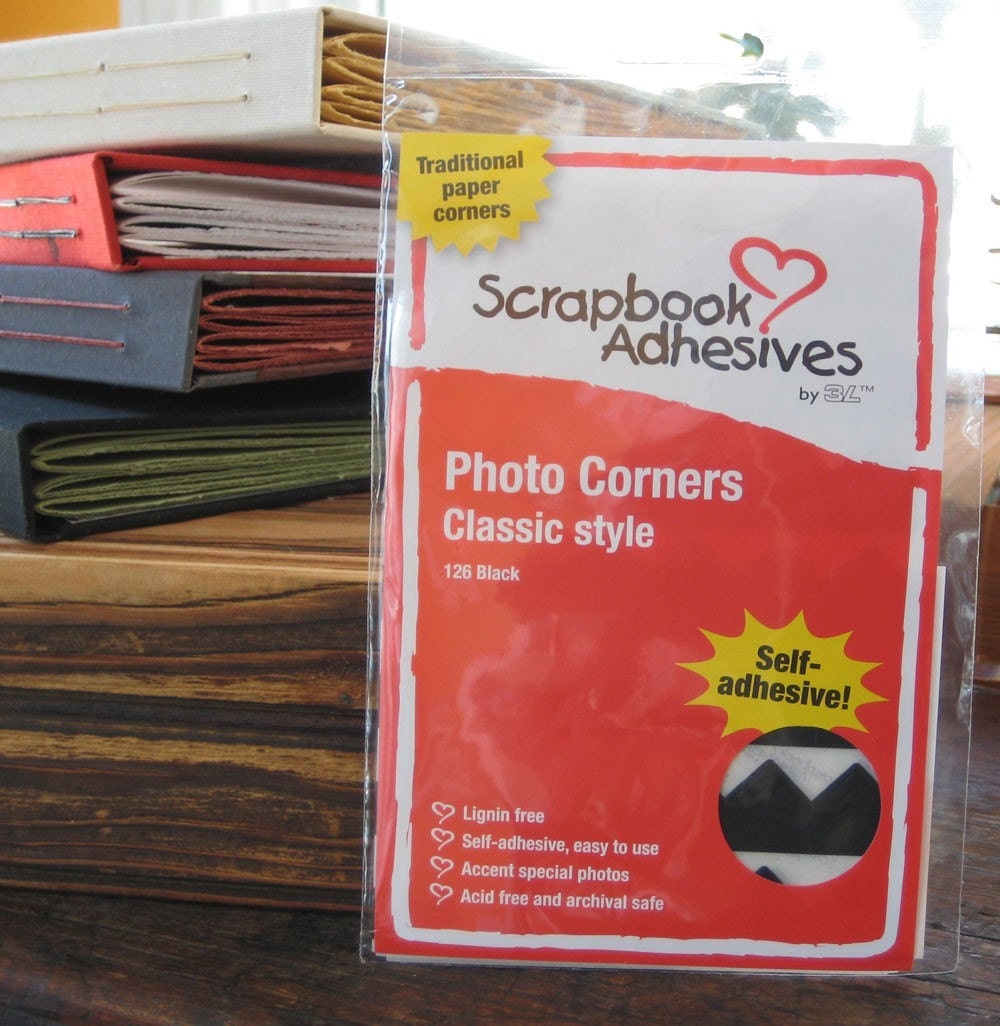 Traditional
paper
corners
Scrapbook
Adhesives
by 3L™
Photo Corners
Classic style
126 Black
Self-
adhesive!
Lignin free
Self-adhesive, easy to use
Accent special photos
Acid free and archival safe